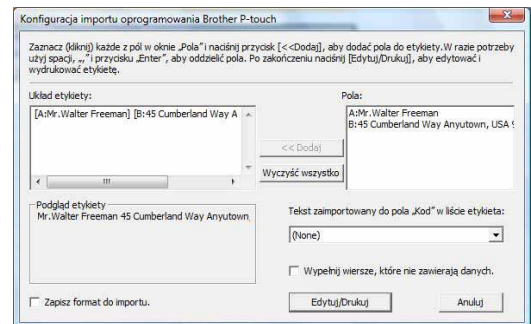 Konfiguracja importu oprogramowania Brother P-touch
Zaznacz (kliknij) każde z pól w oknie „Pola” i naciśnij przycisk [<<Dodaj], aby dodać pola do etykiety.W razie potrzeby
użyj spacji, „,” i przycisku „Enter”, aby oddzielić pola. Po zakończeniu naciśnij [Edytuj/Drukuj], aby edytować i
wydrukować etykietę.
Układ etykiety:
Pola:
[A:Mr.Walter Freeman] [B:45 Cumberland Way A
A:Mr.Walter Freeman
B:45 Cumberland Way Anyutown, USA 9
<< Dodaj
Wyczyść wszystko
Podgląd etykiety
Mr.Walter Freeman 45 Cumberland Way Anyutown,
Tekst zaimportowany do pola „Kod” w liście etykieta:
(None)
Wypełnij wiersze, które nie zawierają danych.
Zapisz format do importu.
Edytuj/Drukuj
Anuluj